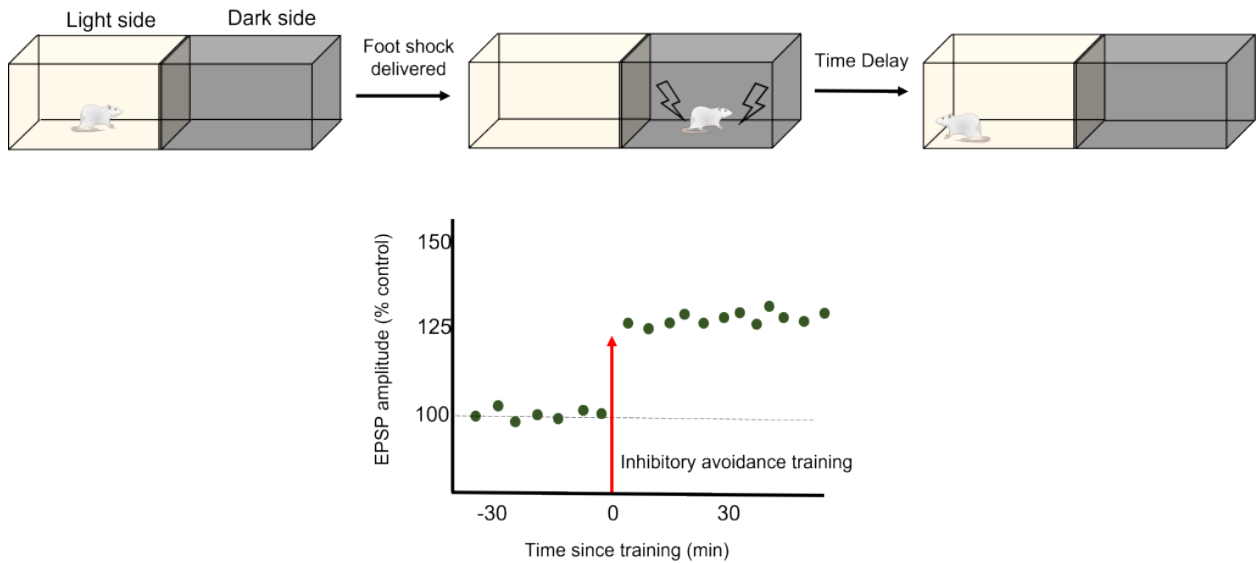 Light side
Dark side
Foot shock
delivered
Time Delay
150
125
100
EPSP amplitude (% control)
Inhibitory avoidance training
-30
0
30
Time since training (min)